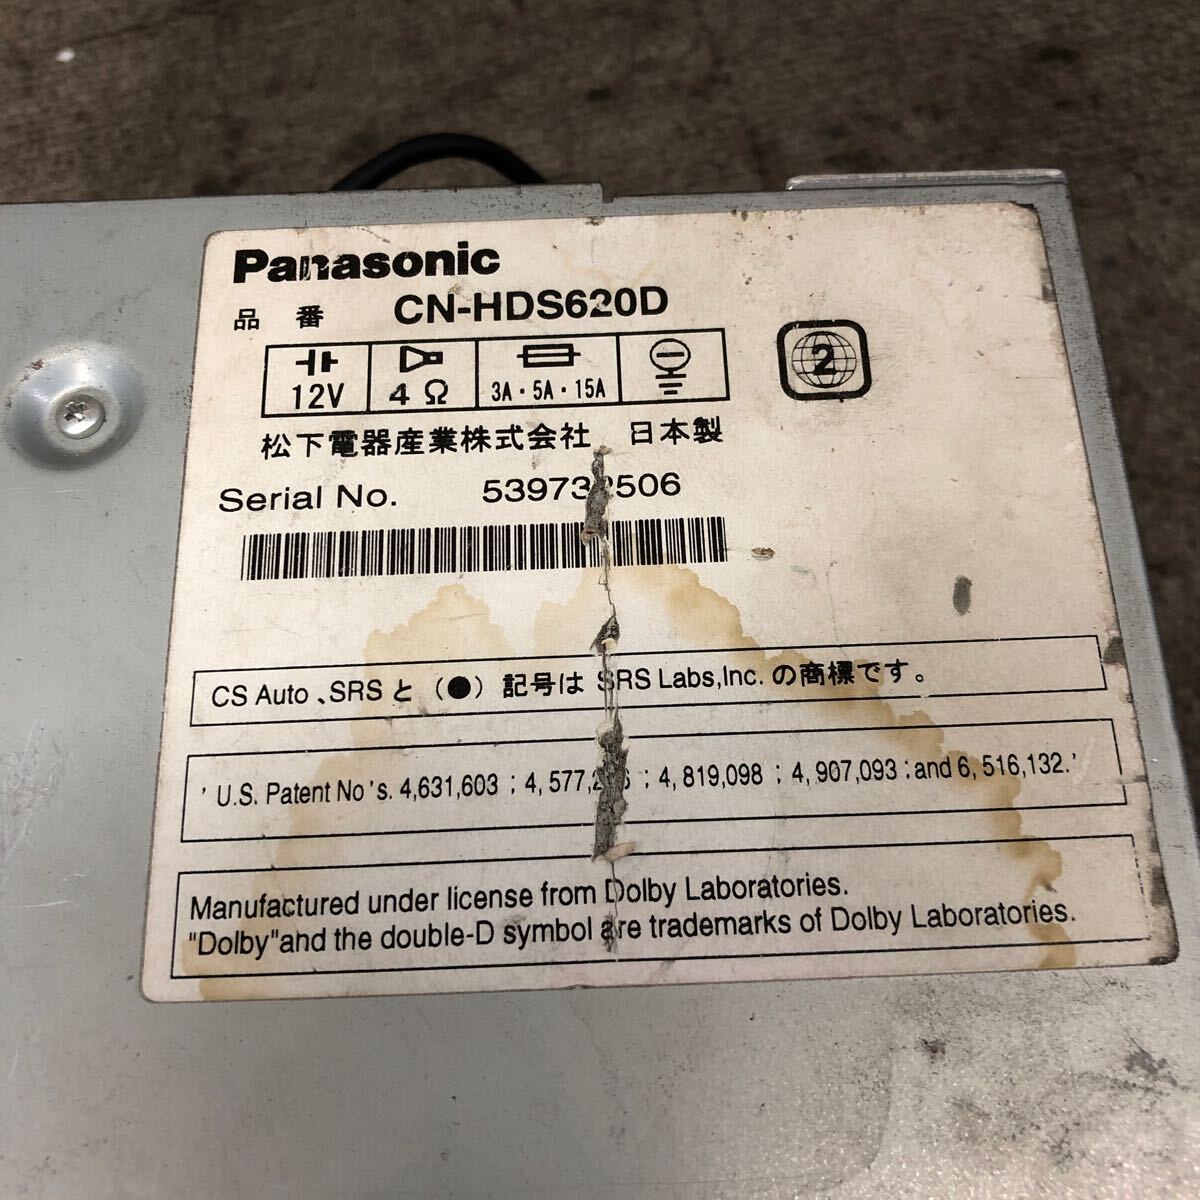 Panasonic
品 番 CN-HDS620D
12V 4 Ω 3A・5A・15A
2
松下電器産業株式会社 日本製
Serial No.
CS Auto 、SRS と (●) 記号は SRS Labs,Inc. の商標です。
' U.S. Patent No 's. 4,631,603 ; ; 4,819,098 ; 4,907,093 ; and 6,516,132.'
Manufactured under license from Dolby Laboratories.
"Dolby"and the double-D symbol are trademarks of Dolby Laboratories.